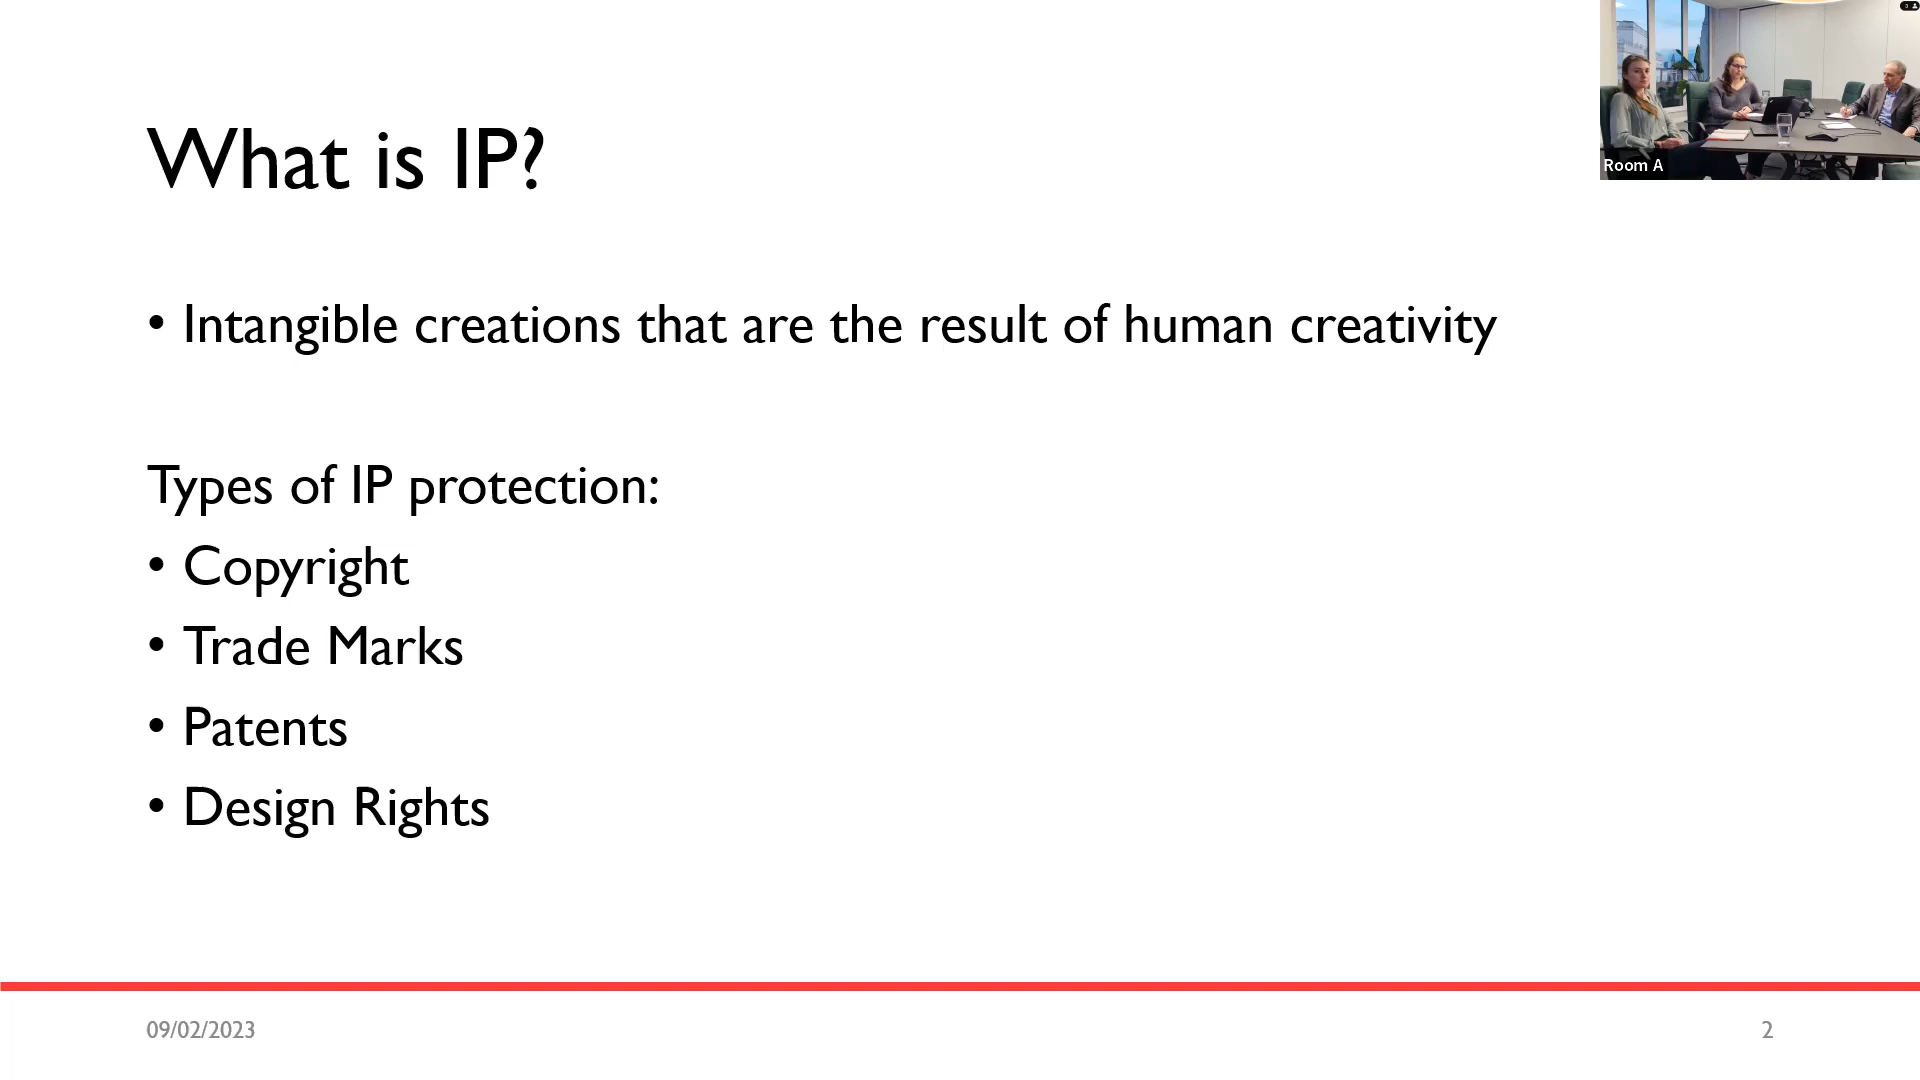 What is IP?
• Intangible creations that are the result of human creativity
Types of IP protection:
• Copyright
• Trade Marks
• Patents
• Design Rights
09/02/2023
2
Room A
3